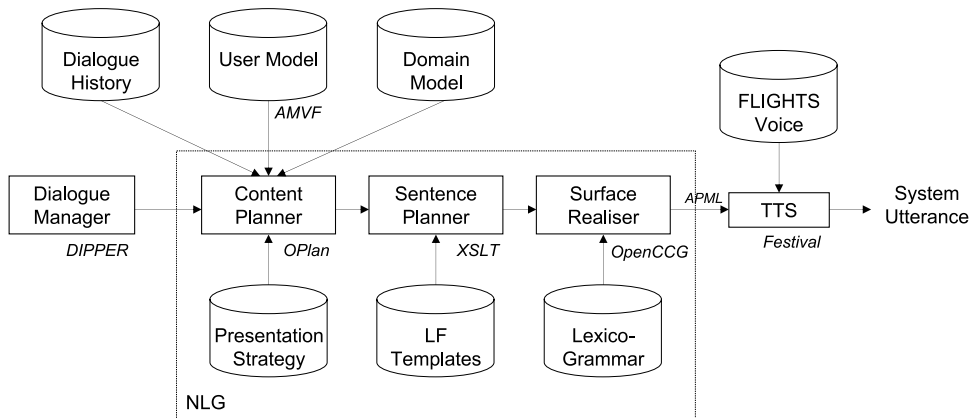 Dialogue
History
User Model
Domain
Model
AMVF
FLIGHTS
Voice
Dialogue
Manager
DIPPER
Content
Planner
OPlan
Sentence
Planner
XSLT
Surface
Realiser
OpenCCG
APML
TTS
Festival
System
Utterance
Presentation
Strategy
LF
Templates
Lexico-
Grammar
NLG